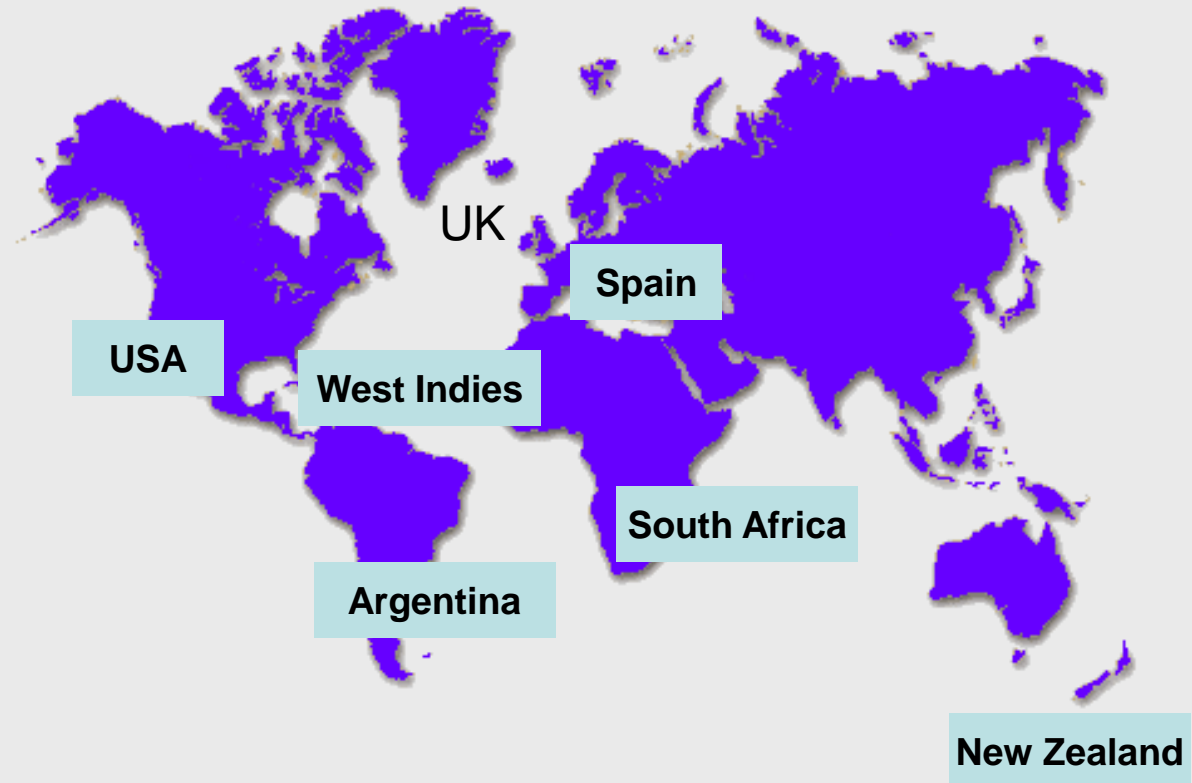 UK
Spain
USA
West Indies
South Africa
Argentina
New Zealand